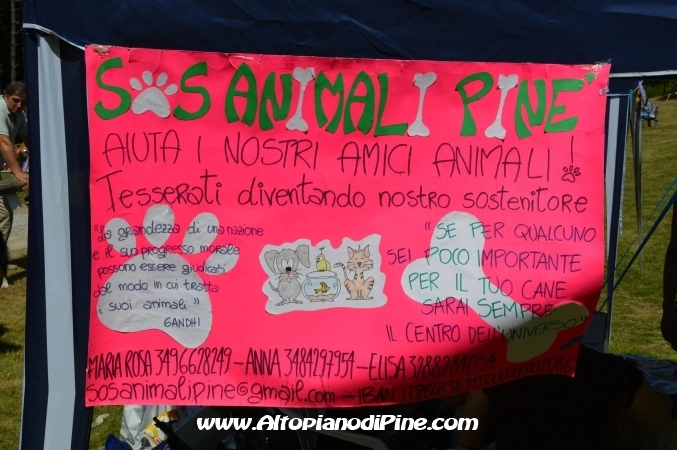 SOS ANIMALI PINE'
AIUTA I NOSTRI AMICI ANIMALI!
Tesserati diventando nostro sostenitore
"La grandezza di una nazione
e il suo progresso morale
possono essere giudicati
dal modo in cui tratta
i suoi animali"
GANDHI
"SE PER QUALCUNO
SEI POCO IMPORTANTE
PER IL TUO CANE
SARAI SEMPRE
IL CENTRO DELL'UNIVERSO"
MARIA ROSA 3496628249 - ANNA 3484297954 - ELISA
sosanimalipine@gmail.com - IBAN
www.AltopianodiPine.com